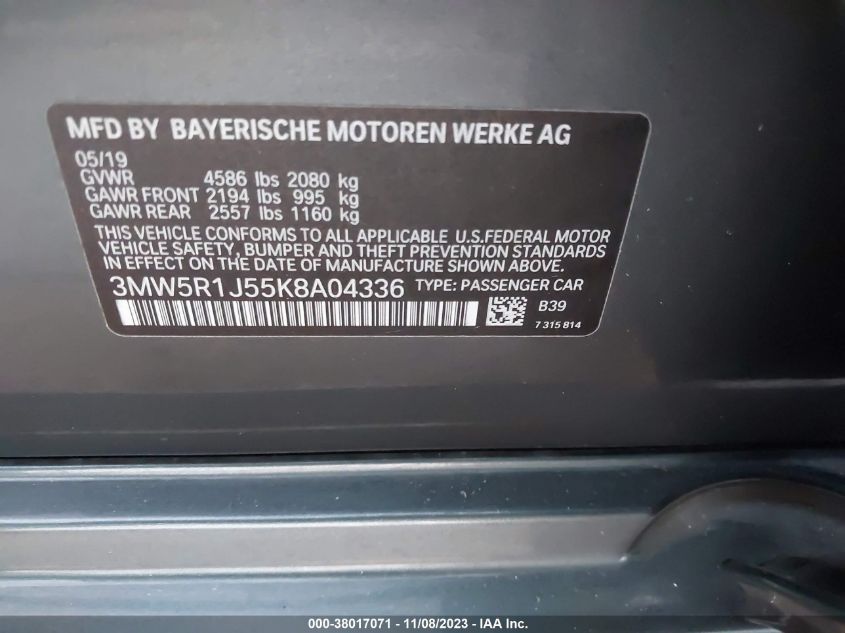 MFD BY BAYERISCHE MOTOREN WERKE AG
05/19
GVWR 4586 lbs 2080 kg
GAWR FRONT 2194 lbs 995 kg
GAWR REAR 2557 lbs 1160 kg
THIS VEHICLE CONFORMS TO ALL APPLICABLE U.S.FEDERAL MOTOR
VEHICLE SAFETY, BUMPER AND THEFT PREVENTION STANDARDS
IN EFFECT ON THE DATE OF MANUFACTURE SHOWN ABOVE.
3MW5R1J55K8A04336 TYPE: PASSENGER CAR
B39
7 315 814
000-38017071 - 11/08/2023 - IAA Inc.